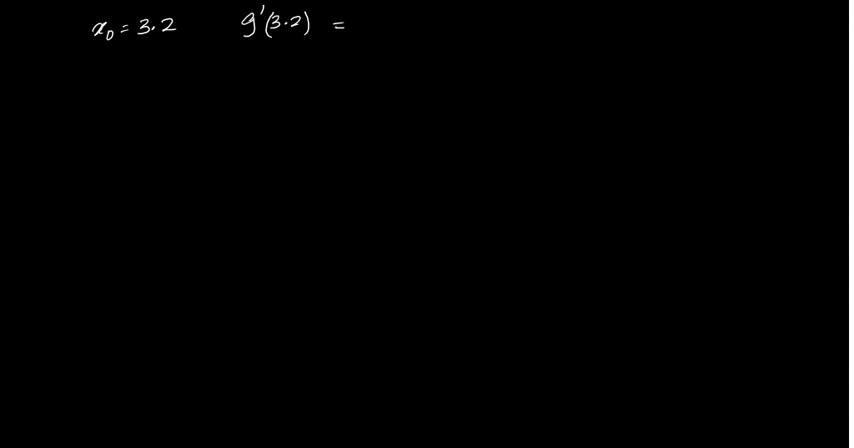 x₀ = 3.2 g'(3.2) =